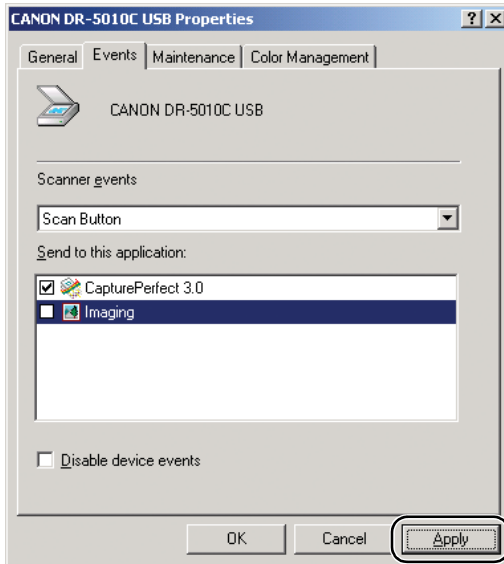 CANON DR-5010C USB Properties
General Events Maintenance Color Management
CANON DR-5010C USB
Scanner events
Scan Button
Send to this application:
CapturePerfect 3.0
Imaging
Disable device events
OK Cancel Apply